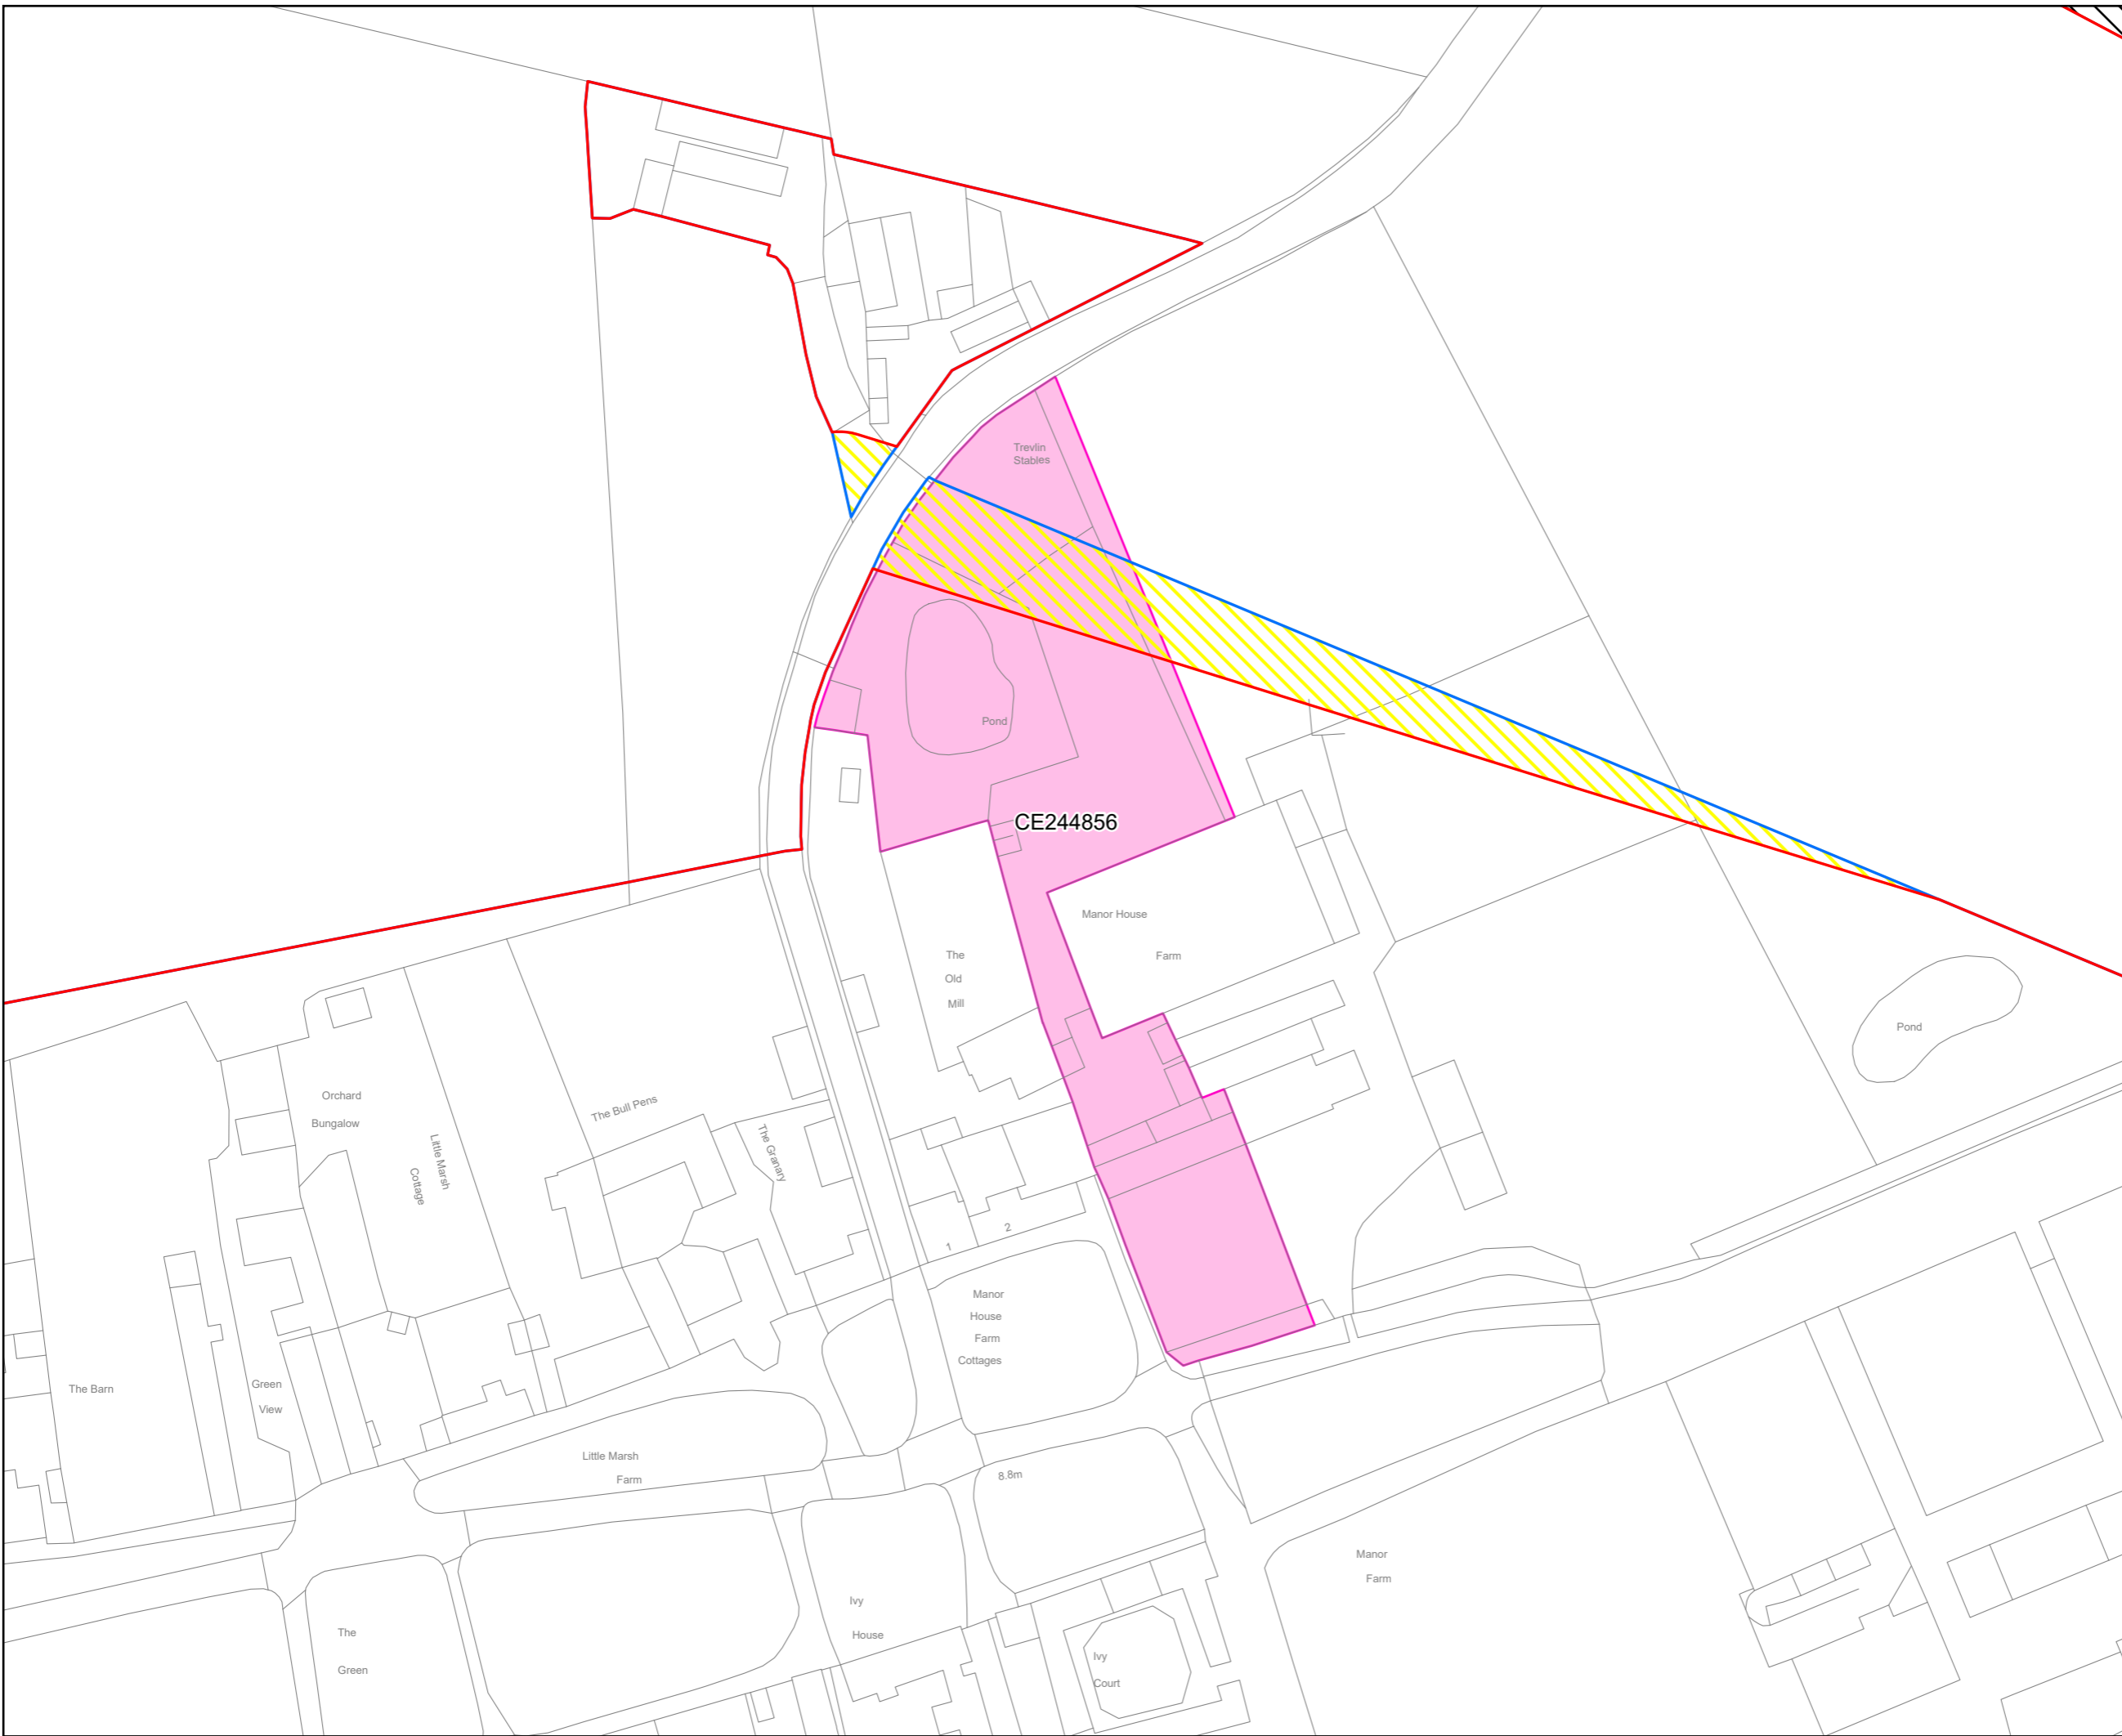 Trevlin
Stables
Pond
CE244856
Manor House
Farm
The
Old
Mill
Pond
Orchard
Bungalow
Little Marsh
Cottage
The Bull Pens
The Granary
2
1
Manor
House
Farm
Cottages
The Barn
Green
View
Little Marsh
Farm
8.8m
Manor
Farm
Ivy
House
The
Green
Ivy
Court